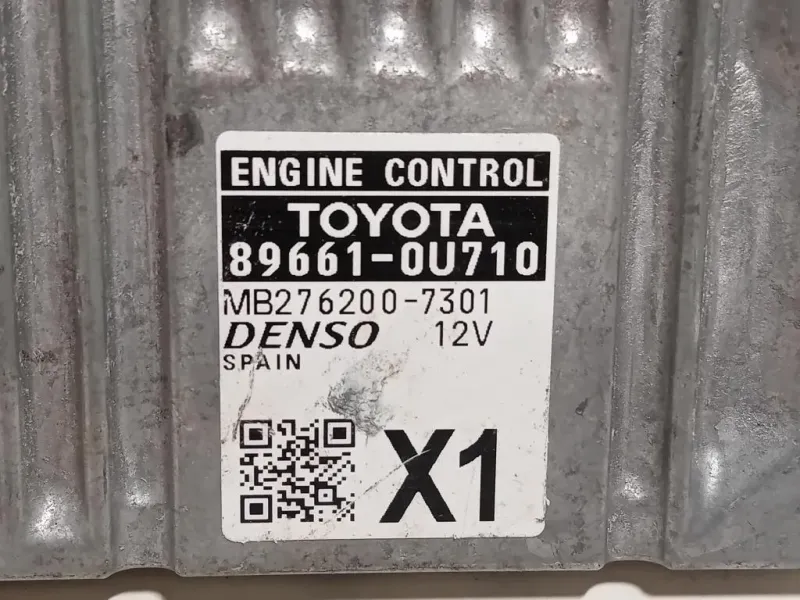 ENGINE CONTROL
TOYOTA
89661-0U710
MB276200-7301
DENSO 12V
SPAIN
X1